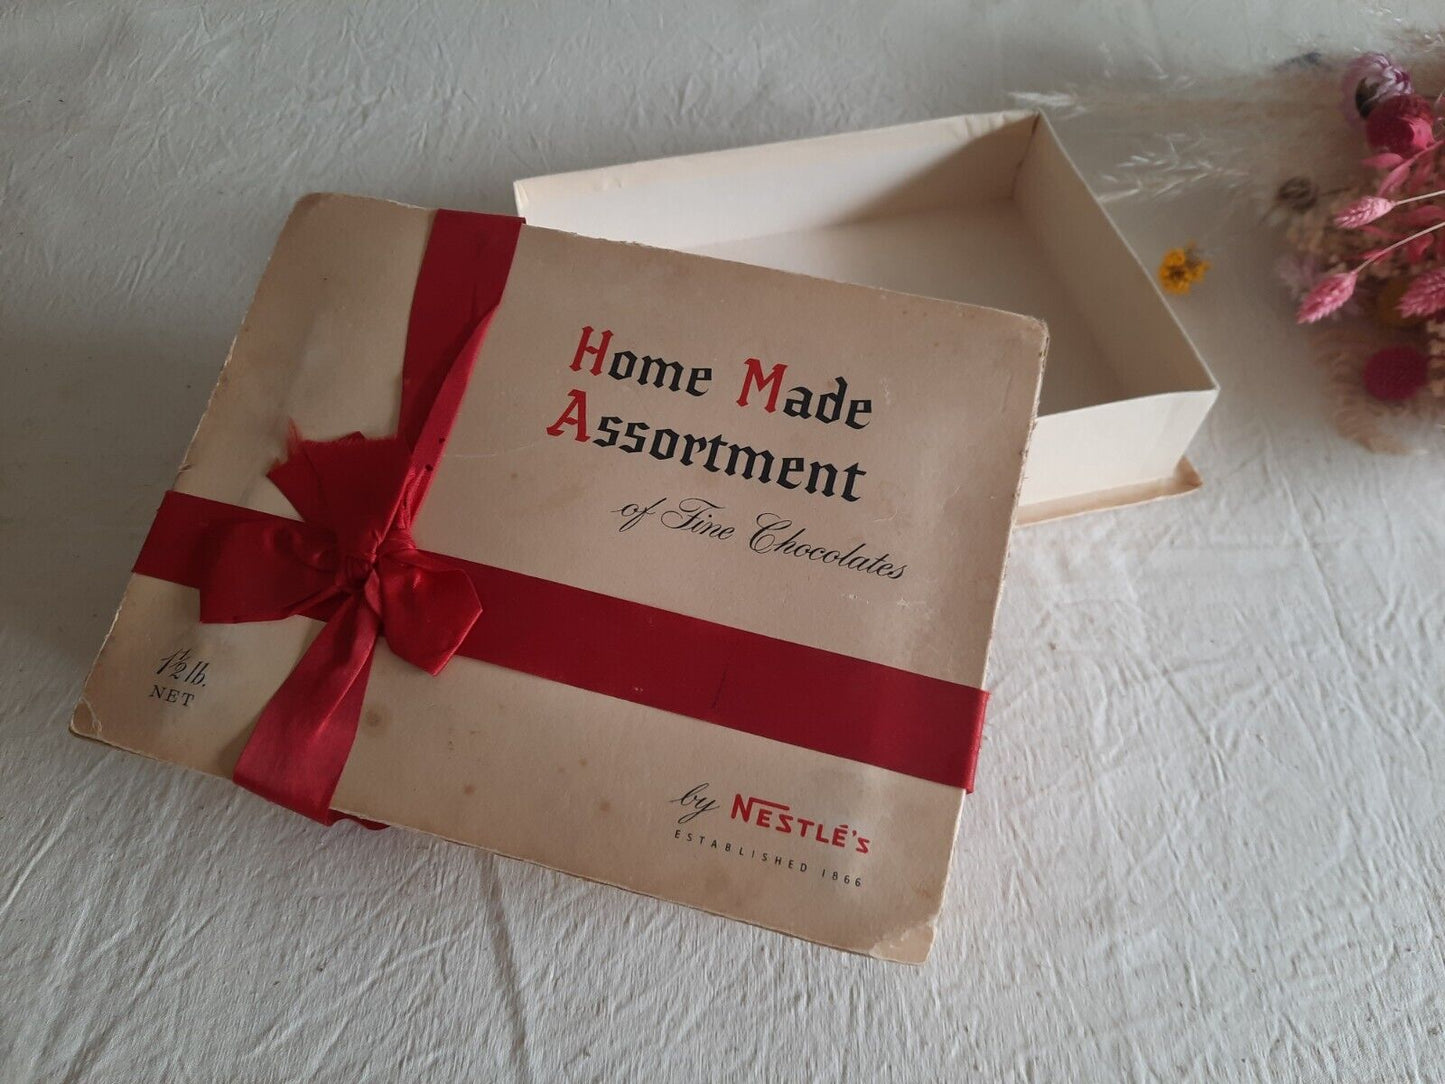 Home Made
Assortment
of Fine Chocolates
1½ lb.
NET
by NESTLÉ'S
ESTABLISHED 1866